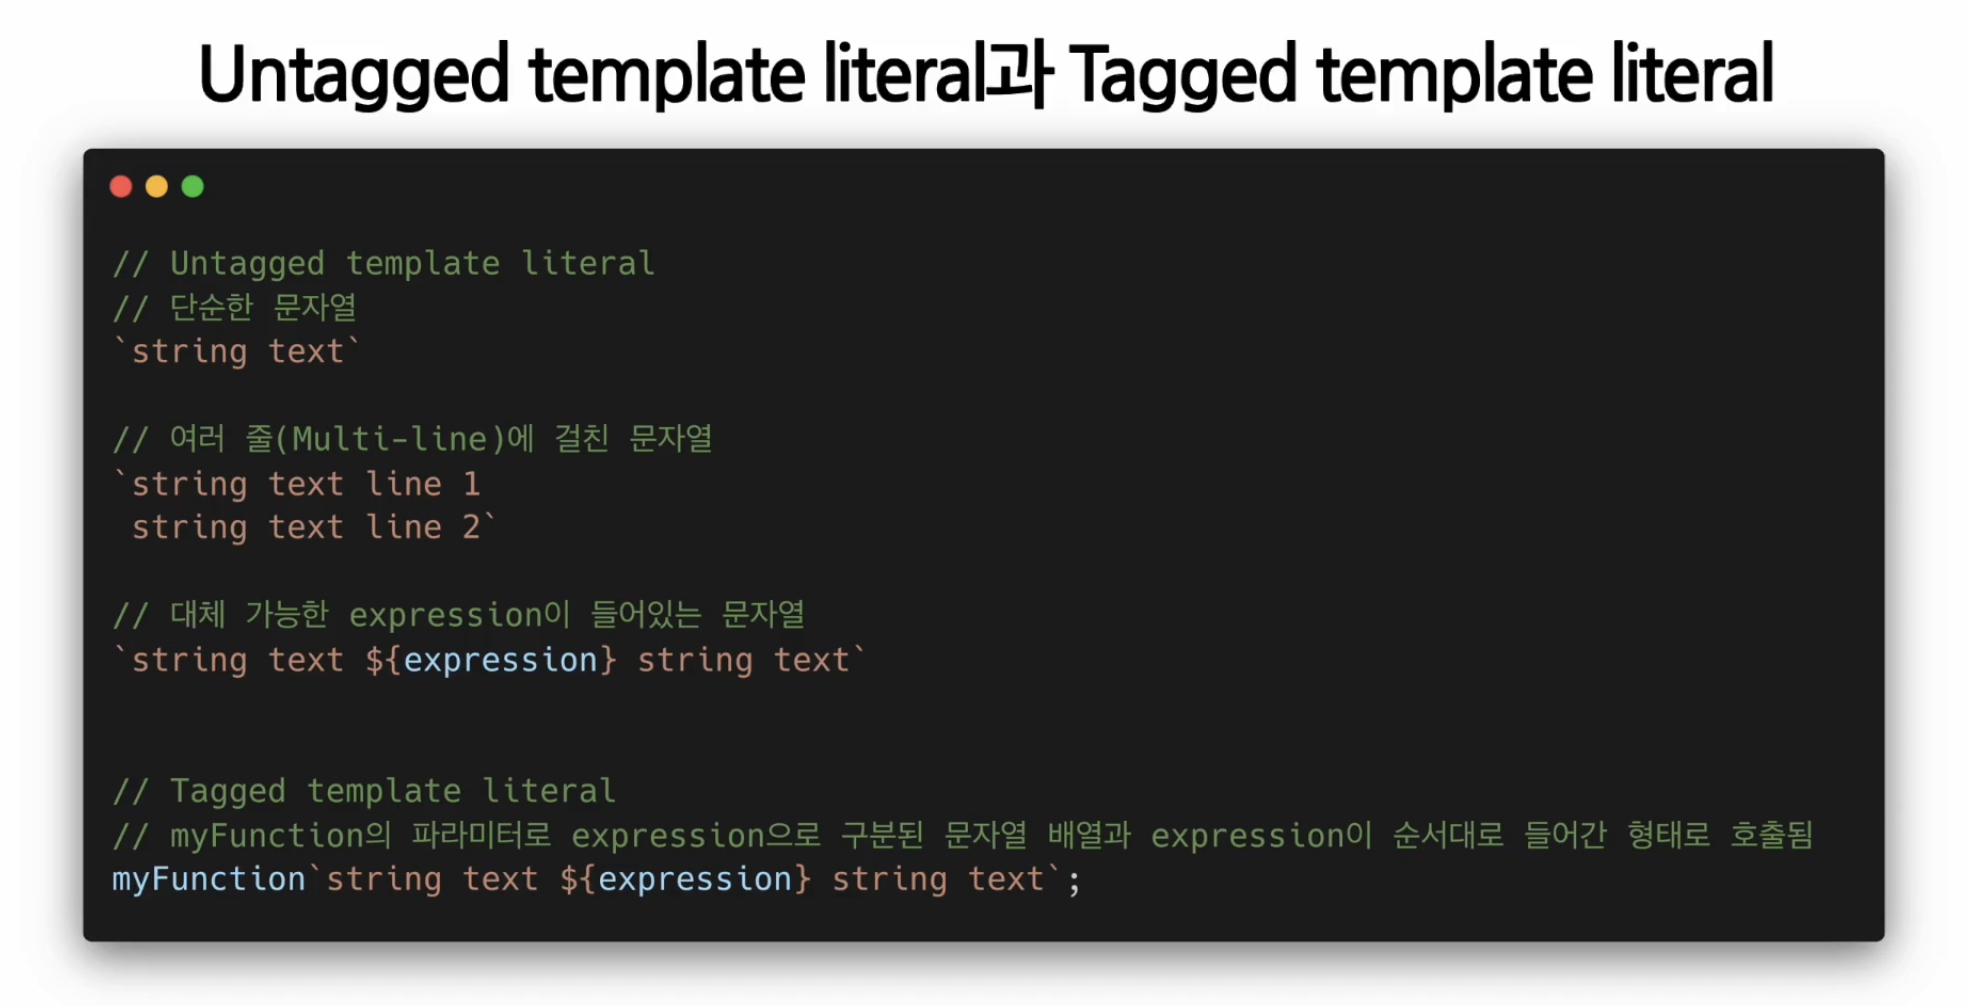 Untagged template literal과 Tagged template literal
// Untagged template literal
// 단순한 문자열
`string text`
// 여러 줄(Multi-line)에 걸친 문자열
`string text line 1
 string text line 2`
// 대체 가능한 expression이 들어있는 문자열
`string text ${expression} string text`
// Tagged template literal
// myFunction의 파라미터로 expression으로 구분된 문자열 배열과 expression이 순서대로 들어간 형태로 호출됨
myFunction`string text ${expression} string text`;